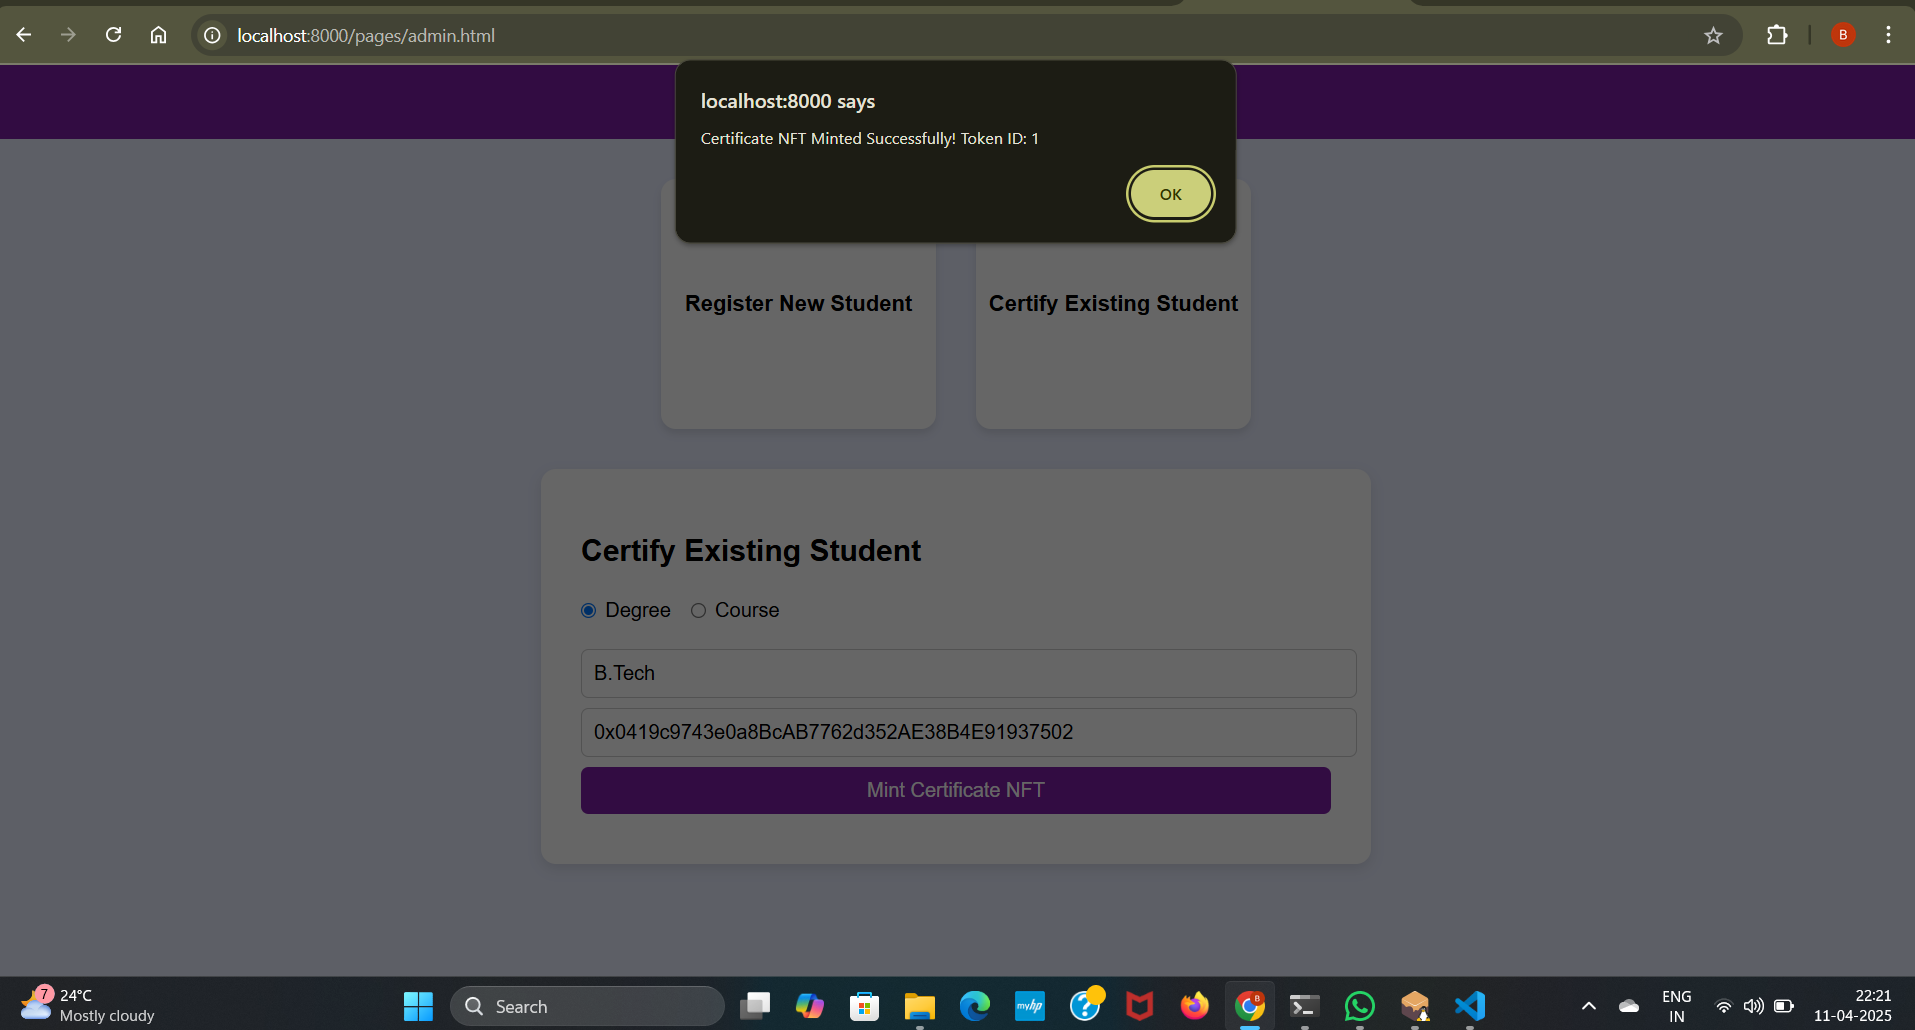 localhost:8000/pages/admin.html
B
localhost:8000 says
Certificate NFT Minted Successfully! Token ID: 1
OK
Register New Student
Certify Existing Student
Certify Existing Student
Degree
Course
B.Tech
0x0419c9743e0a8BcAB7762d352AE38B4E91937502
Mint Certificate NFT
7
24°C
Mostly cloudy
Search
myhp
B
ENG
IN
22:21
11-04-2025